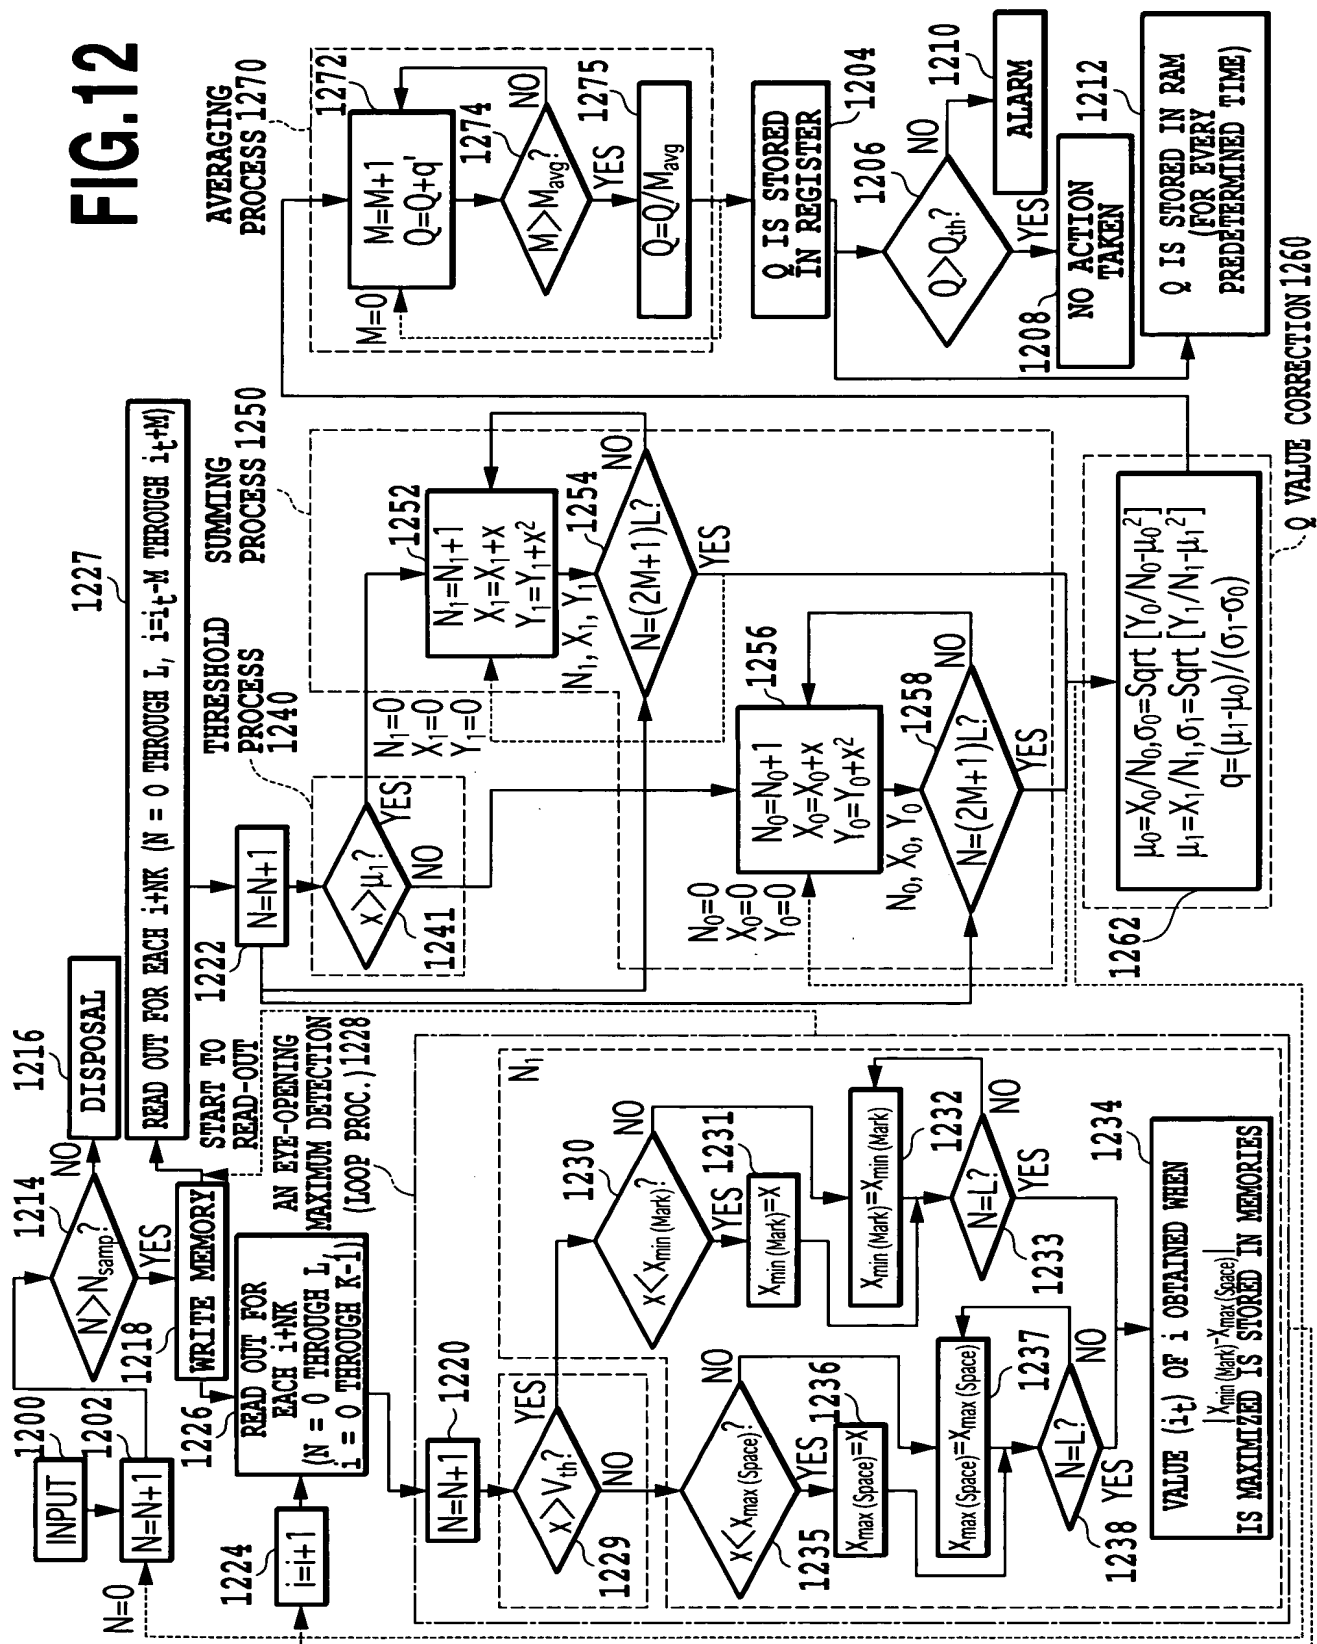 FIG.12
INPUT
1200
N=0
N=N+1
1202
N>Nsamp?
1214
NO
YES
DISPOSAL
1216
WRITE MEMORY
1218
START TO
READ-OUT
i=i+1
1224
READ OUT FOR
EACH i+NK
(N = 0 THROUGH L,
i = 0 THROUGH K-1)
1226
READ OUT FOR EACH i+NK (N = 0 THROUGH L, i=it-M THROUGH it+M)
1227
AN EYE-OPENING
MAXIMUM DETECTION
(LOOP PROC.)1228
N=N+1
1220
x>Vth?
1229
YES
NO
N1
x<xmin (Mark)?
1230
NO
YES
xmin (Mark)=X
1231
xmin (Mark)=xmin (Mark)
1232
N=L?
1233
NO
YES
x<xmax (Space)?
1235
NO
YES
xmax (Space)=X
1236
xmax (Space)=xmax (Space)
1237
N=L?
1238
NO
YES
VALUE (it) OF i OBTAINED WHEN
|xmin (Mark)-xmax (Space)|
IS MAXIMIZED IS STORED IN MEMORIES
1234
N=N+1
1222
THRESHOLD
PROCESS
1240
x>μ1?
1241
YES
NO
SUMMING
PROCESS 1250
N1=0
X1=0
Y1=0
N1=N1+1
X1=X1+x
Y1=Y1+x²
1252
N1, X1, Y1
N=(2M+1)L?
1254
NO
YES
N0=0
X0=0
Y0=0
N0=N0+1
X0=X0+x
Y0=Y0+x²
1256
N0, X0, Y0
N=(2M+1)L?
1258
NO
YES
μ0=X0/N0,σ0=Sqrt [Y0/N0-μ0²]
μ1=X1/N1,σ1=Sqrt [Y1/N1-μ1²]
q=(μ1-μ0)/(σ1-σ0)
1262
Q VALUE CORRECTION 1260
AVERAGING
PROCESS 1270
M=0
M=M+1
Q=Q+q'
1272
M>Mavg?
1274
NO
YES
Q=Q/Mavg
1275
Q IS STORED
IN REGISTER
1204
Q>Qth?
1206
NO
YES
ALARM
1210
NO ACTION
TAKEN
1208
Q IS STORED IN RAM
(FOR EVERY
PREDETERMINED TIME)
1212